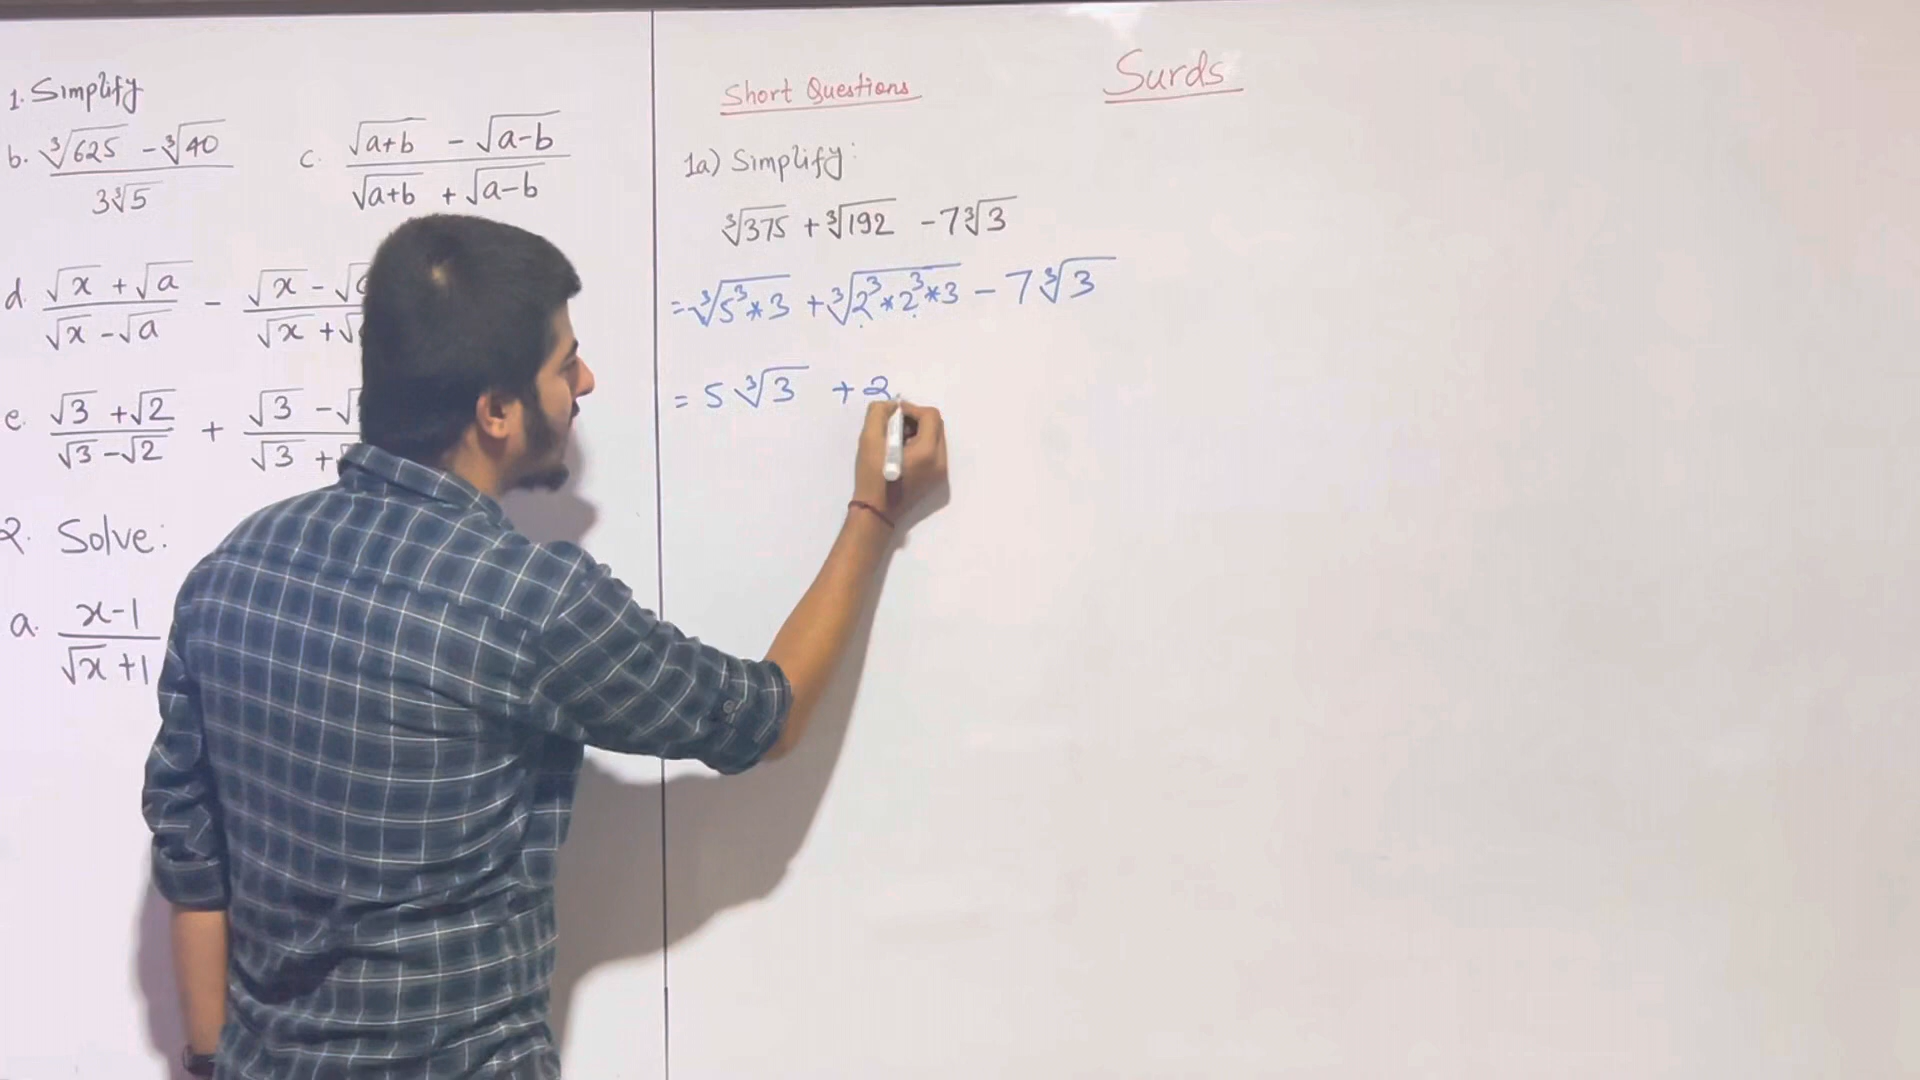 1. Simplify
b. (∛625 - ∛40) / (3∛5)
c. (√(a+b) - √(a-b)) / (√(a+b) + √(a-b))
d. (√x + √a) / (√x - √a) - (√x - √a) / (√x + √
e. (√3 + √2) / (√3 - √2) + (√3 - √ / (√3 +
2. Solve:
a. (x-1) / (√x + 1)
Surds
Short Questions
1a) Simplify:
∛375 + ∛192 - 7∛3
= ∛(5³*3) + ∛(2³*2³*3) - 7∛3
= 5∛3 + 2